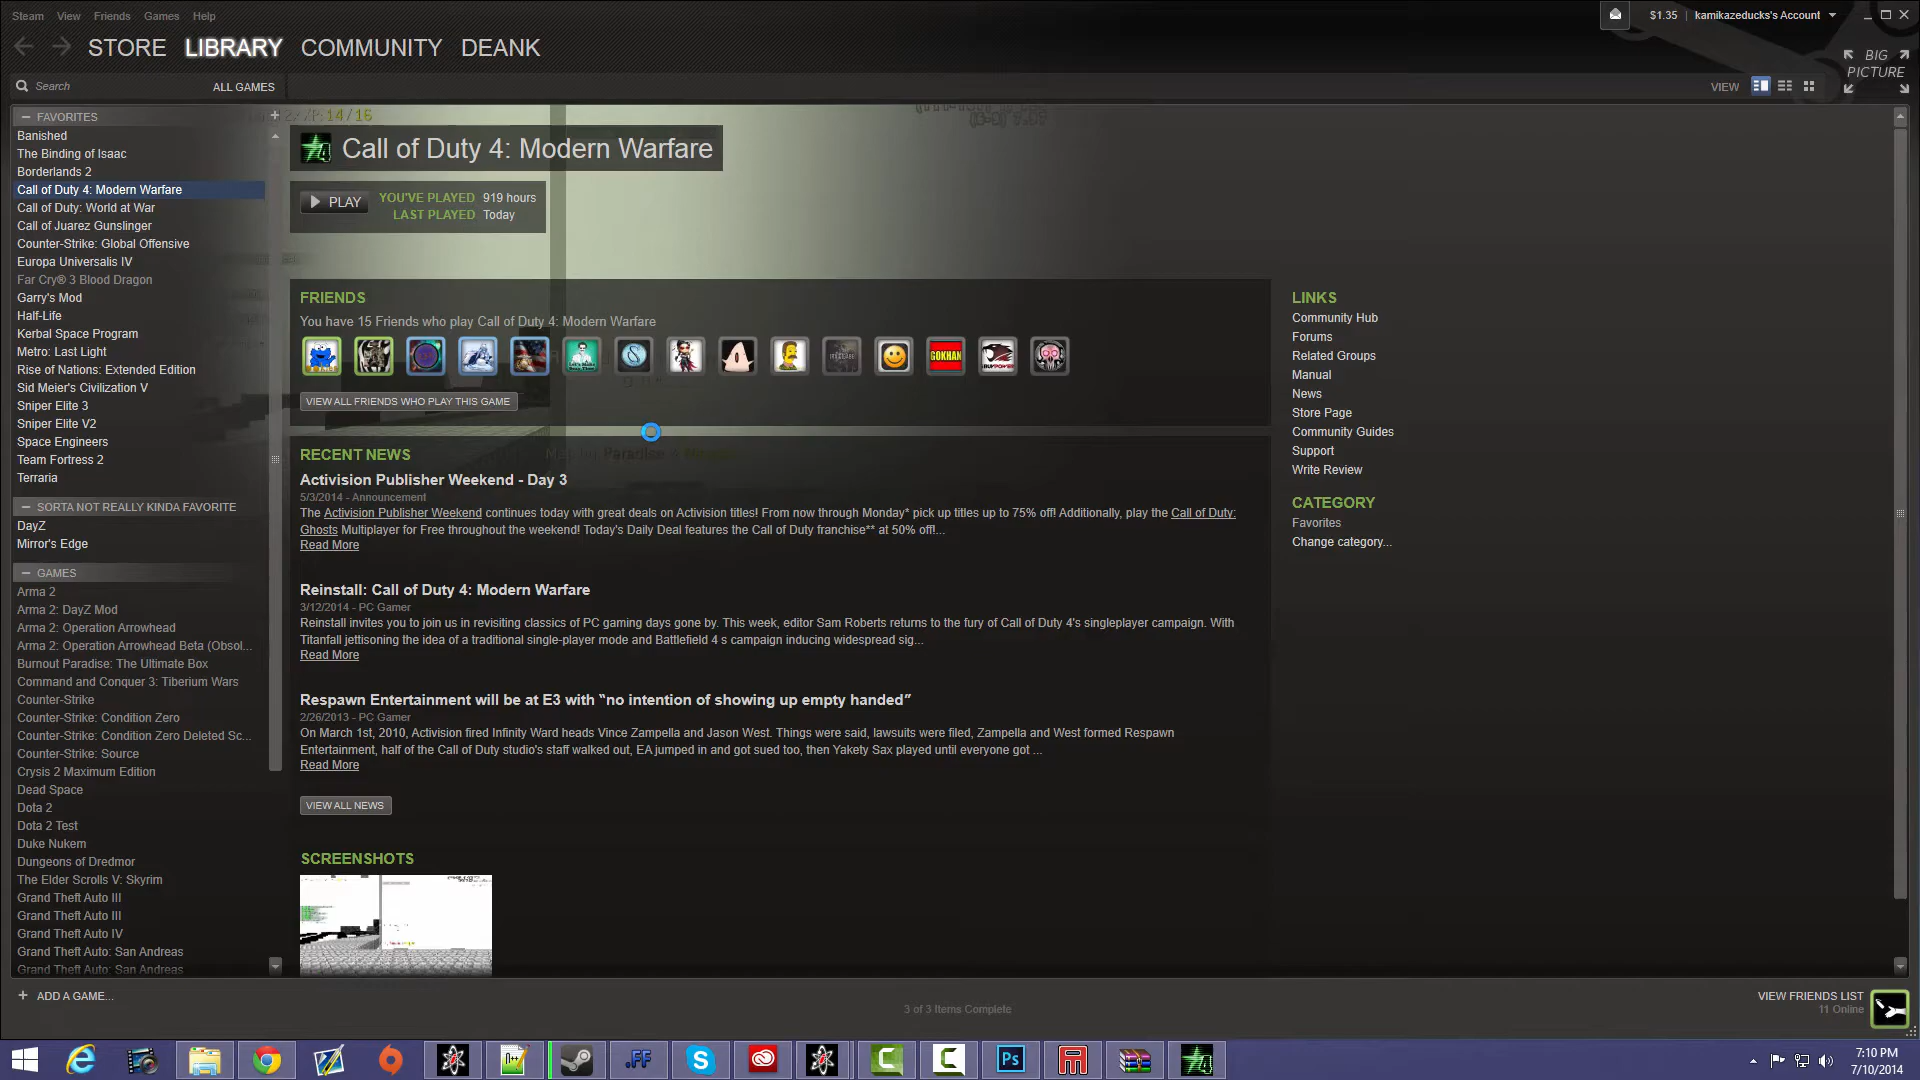 Steam View Friends Games Help
$1.35 kamikazeducks's Account
STORE LIBRARY COMMUNITY DEANK
BIG PICTURE
Search ALL GAMES
VIEW
FAVORITES
Banished
The Binding of Isaac
Borderlands 2
Call of Duty 4: Modern Warfare
Call of Duty: World at War
Call of Juarez Gunslinger
Counter-Strike: Global Offensive
Europa Universalis IV
Far Cry® 3 Blood Dragon
Garry's Mod
Half-Life
Kerbal Space Program
Metro: Last Light
Rise of Nations: Extended Edition
Sid Meier's Civilization V
Sniper Elite 3
Sniper Elite V2
Space Engineers
Team Fortress 2
Terraria
SORTA NOT REALLY KINDA FAVORITE
DayZ
Mirror's Edge
GAMES
Arma 2
Arma 2: DayZ Mod
Arma 2: Operation Arrowhead
Arma 2: Operation Arrowhead Beta (Obsol...
Burnout Paradise: The Ultimate Box
Command and Conquer 3: Tiberium Wars
Counter-Strike
Counter-Strike: Condition Zero
Counter-Strike: Condition Zero Deleted Sc...
Counter-Strike: Source
Crysis 2 Maximum Edition
Dead Space
Dota 2
Dota 2 Test
Duke Nukem
Dungeons of Dredmor
The Elder Scrolls V: Skyrim
Grand Theft Auto III
Grand Theft Auto III
Grand Theft Auto IV
Grand Theft Auto: San Andreas
Grand Theft Auto: San Andreas
14/16
Call of Duty 4: Modern Warfare
PLAY
YOU'VE PLAYED 919 hours
LAST PLAYED Today
FRIENDS
You have 15 Friends who play Call of Duty 4: Modern Warfare
GOKHAN
VIEW ALL FRIENDS WHO PLAY THIS GAME
RECENT NEWS
Activision Publisher Weekend - Day 3
5/3/2014 - Announcement
The Activision Publisher Weekend continues today with great deals on Activision titles! From now through Monday* pick up titles up to 75% off! Additionally, play the Call of Duty:
Ghosts Multiplayer for Free throughout the weekend! Today's Daily Deal features the Call of Duty franchise** at 50% off!...
Read More
Reinstall: Call of Duty 4: Modern Warfare
3/12/2014 - PC Gamer
Reinstall invites you to join us in revisiting classics of PC gaming days gone by. This week, editor Sam Roberts returns to the fury of Call of Duty 4's singleplayer campaign. With
Titanfall jettisoning the idea of a traditional single-player mode and Battlefield 4 s campaign inducing widespread sig...
Read More
Respawn Entertainment will be at E3 with “no intention of showing up empty handed”
2/26/2013 - PC Gamer
On March 1st, 2010, Activision fired Infinity Ward heads Vince Zampella and Jason West. Things were said, lawsuits were filed, Zampella and West formed Respawn
Entertainment, half of the Call of Duty studio's staff walked out, EA jumped in and got sued too, then Yakety Sax played until everyone got ...
Read More
VIEW ALL NEWS
SCREENSHOTS
LINKS
Community Hub
Forums
Related Groups
Manual
News
Store Page
Community Guides
Support
Write Review
CATEGORY
Favorites
Change category...
+ ADD A GAME...
3 of 3 Items Complete
VIEW FRIENDS LIST
11 Online
.FF
Ps
7:10 PM
7/10/2014